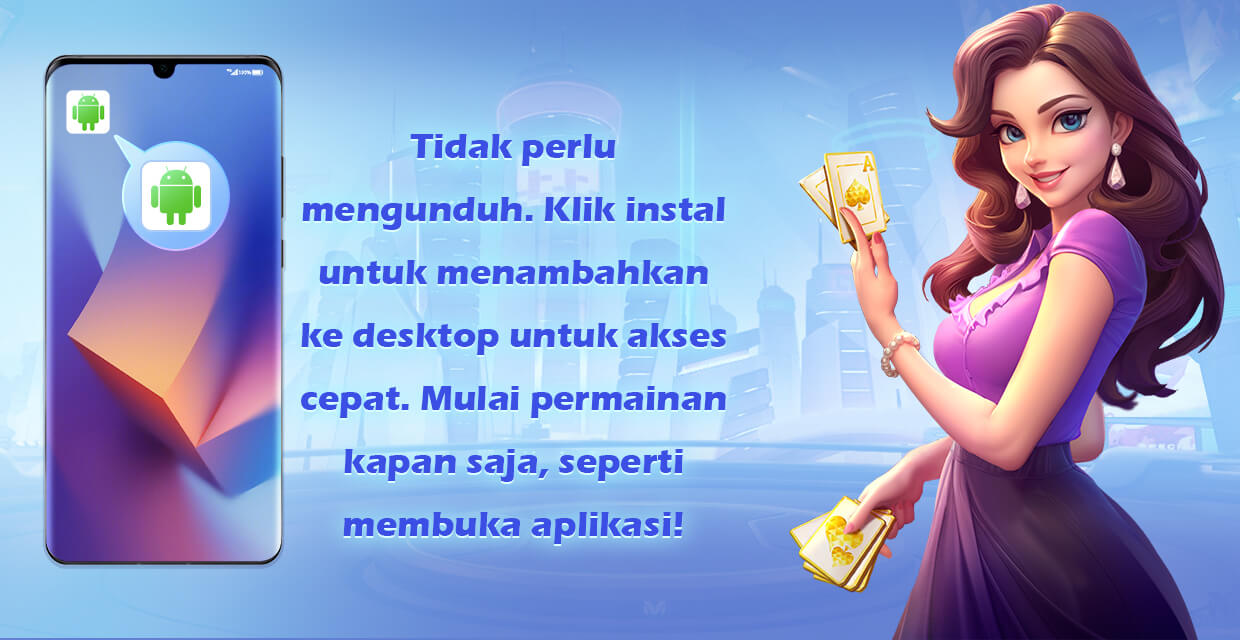 100%
Tidak perlu
mengunduh. Klik instal
untuk menambahkan
ke desktop untuk akses
cepat. Mulai permainan
kapan saja, seperti
membuka aplikasi!
A